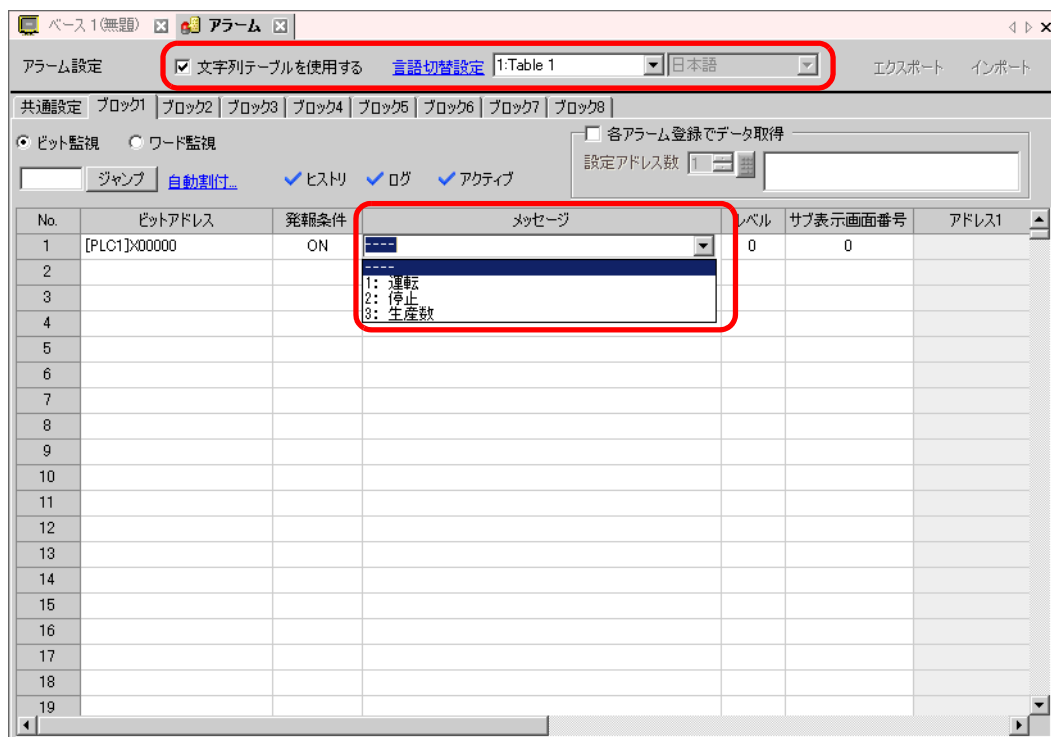 ベース 1(無題) アラーム
アラーム設定 文字列テーブルを使用する 言語切替設定 1:Table 1 日本語 エクスポート インポート
共通設定 ブロック1 ブロック2 ブロック3 ブロック4 ブロック5 ブロック6 ブロック7 ブロック8
ビット監視 ワード監視 各アラーム登録でデータ取得
設定アドレス数 1
ジャンプ 自動割付... ヒストリ ログ アクティブ
No. ビットアドレス 発報条件 メッセージ レベル サブ表示画面番号 アドレス1
1 [PLC1]X00000 ON ---- 0 0
----
1: 運転
2: 停止
3: 生産数
2
3
4
5
6
7
8
9
10
11
12
13
14
15
16
17
18
19